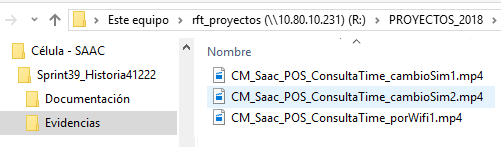 Este equipo > rft_proyectos (\\10.80.10.231) (R:) > PROYECTOS_2018
Célula - SAAC
Sprint39_Historia41222
Documentación
Evidencias
Nombre
CM_Saac_POS_ConsultaTime_cambioSim1.mp4
CM_Saac_POS_ConsultaTime_cambioSim2.mp4
CM_Saac_POS_ConsultaTime_porWifi1.mp4